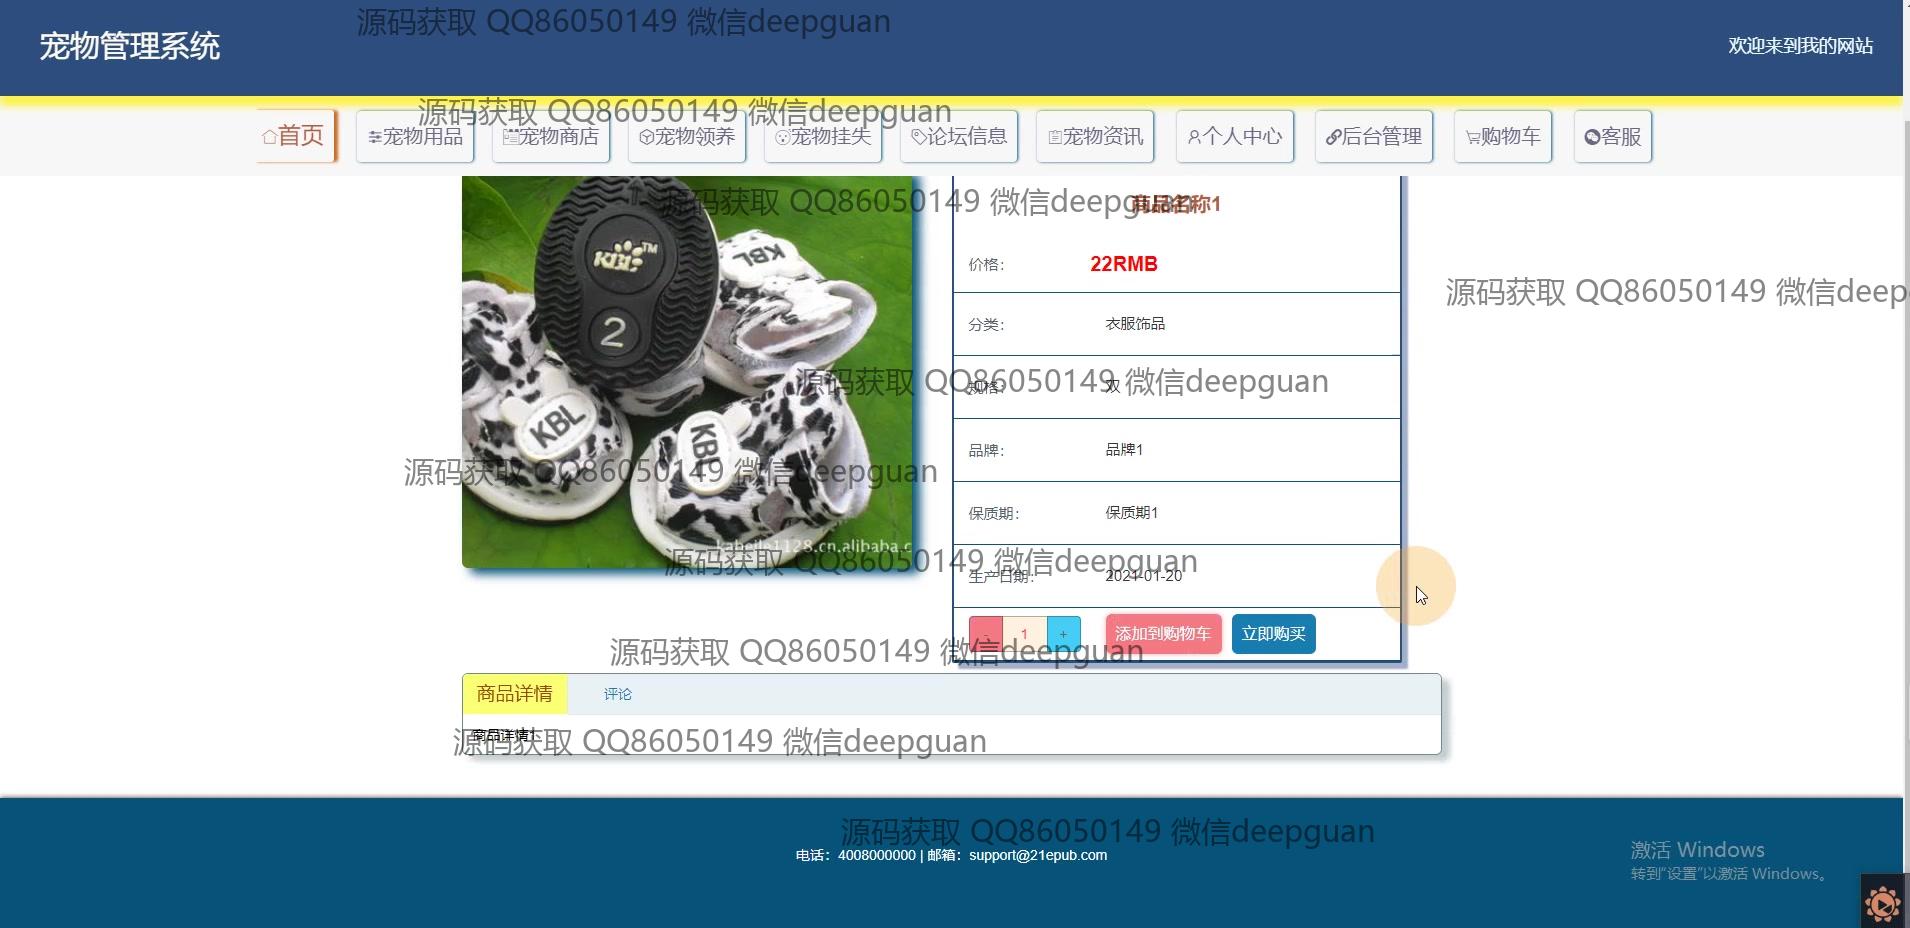 源码获取 QQ86050149 微信deepguan
宠物管理系统
欢迎来到我的网站
源码获取 QQ86050149 微信deepguan
首页
宠物用品
宠物商店
宠物领养
宠物挂失
论坛信息
宠物资讯
个人中心
后台管理
购物车
客服
源码获取 QQ86050149 微信deepguan
商品名称1
KBL TM
KBL
2
KBL
KBL
kabeile1128.cn.alibaba.c
价格：
22RMB
源码获取 QQ86050149 微信deep
分类：
衣服饰品
源码获取 QQ86050149 微信deepguan
规格：
双
品牌：
品牌1
源码获取 QQ86050149 微信deepguan
保质期：
保质期1
源码获取 QQ86050149 微信deepguan
生产日期：
2021-01-20
-
1
+
添加到购物车
立即购买
源码获取 QQ86050149 微信deepguan
商品详情
评论
商品详情1
源码获取 QQ86050149 微信deepguan
源码获取 QQ86050149 微信deepguan
电话：4008000000 | 邮箱：support@21epub.com
激活 Windows
转到"设置"以激活 Windows。